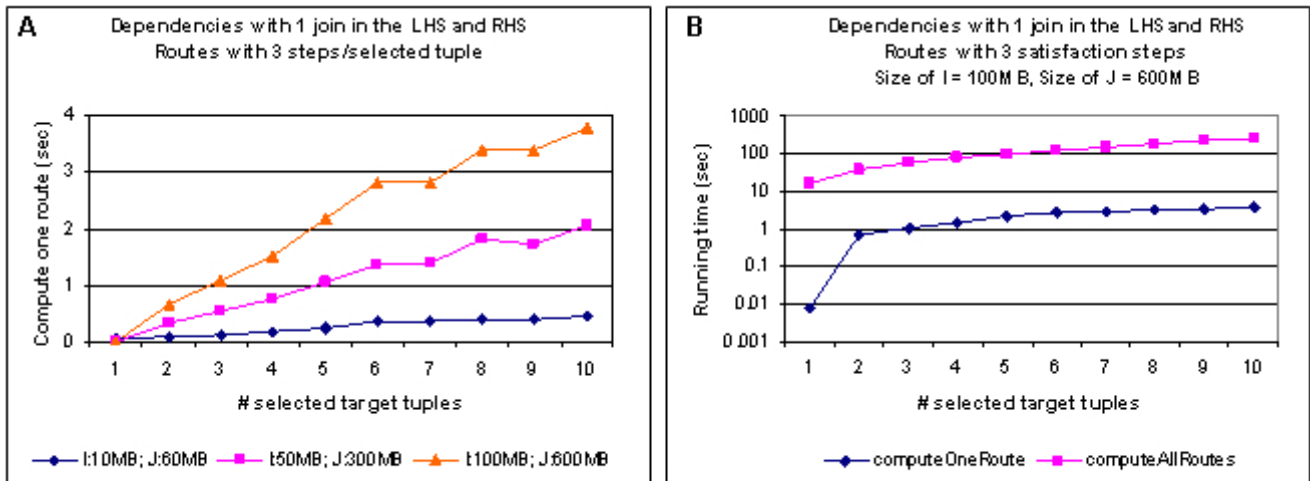 A
Dependencies with 1 join in the LHS and RHS
Routes with 3 steps/selected tuple
Compute one route (sec)
4
3
2
1
0
1 2 3 4 5 6 7 8 9 10
# selected target tuples
I:10MB; J:60MB I:50MB; J:300MB I:100MB; J:600MB
B
Dependencies with 1 join in the LHS and RHS
Routes with 3 satisfaction steps
Size of I = 100MB, Size of J = 600MB
Running time (sec)
1000
100
10
1
0.1
0.01
0.001
1 2 3 4 5 6 7 8 9 10
# selected target tuples
computeOneRoute computeAllRoutes